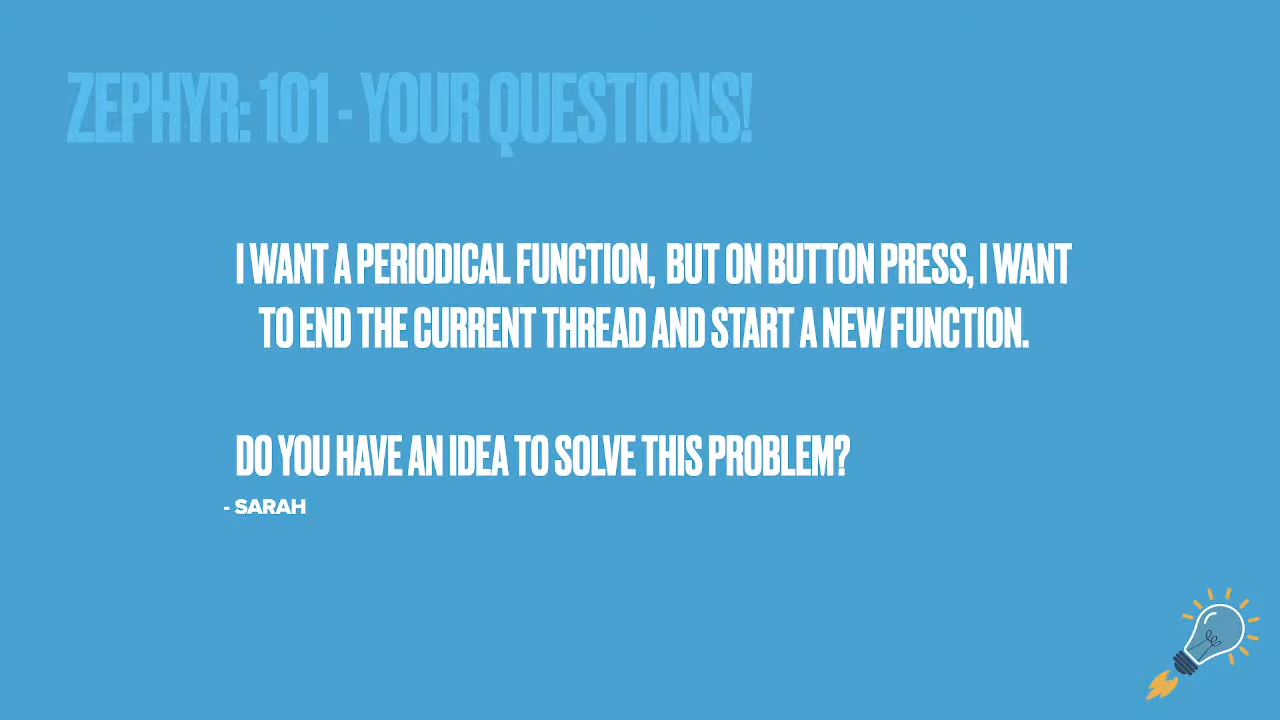 ZEPHYR: 101 - YOUR QUESTIONS!
I WANT A PERIODICAL FUNCTION, BUT ON BUTTON PRESS, I WANT
TO END THE CURRENT THREAD AND START A NEW FUNCTION.
DO YOU HAVE AN IDEA TO SOLVE THIS PROBLEM?
- SARAH